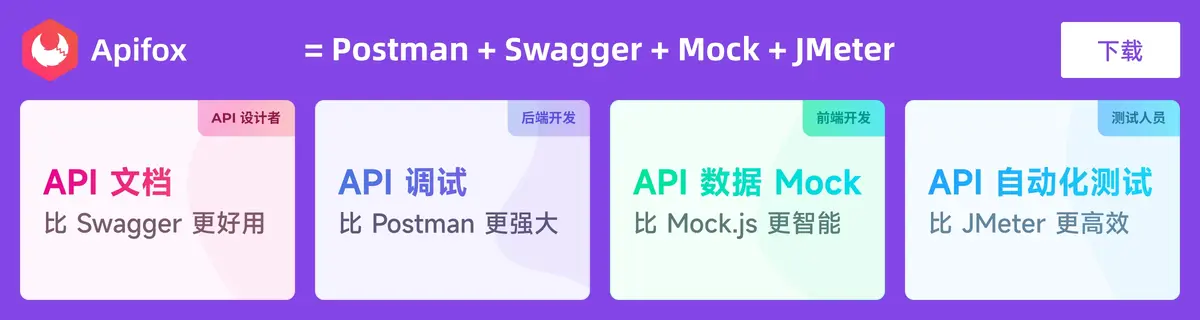 Apifox = Postman + Swagger + Mock + JMeter
下载
API 设计者
API 文档
比 Swagger 更好用
后端开发
API 调试
比 Postman 更强大
前端开发
API 数据 Mock
比 Mock.js 更智能
测试人员
API 自动化测试
比 JMeter 更高效